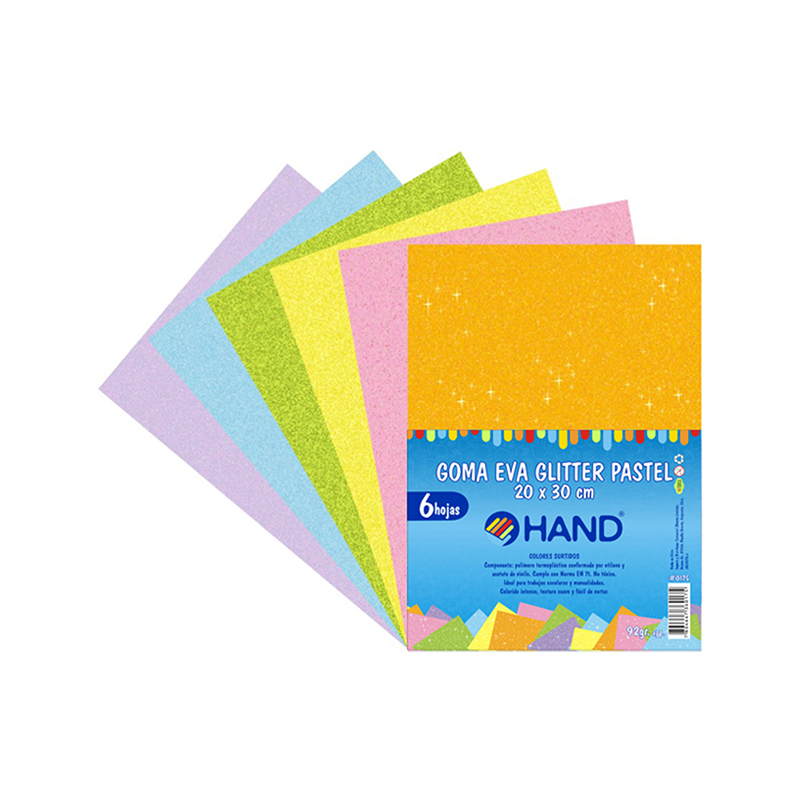 GOMA EVA GLITTER PASTEL
20 x 30 cm
6 hojas
HAND®
COLORES SURTIDOS
Componente: polímero termoplástico conformado por etileno y
acetato de vinilo. Cumple con Norma EN 71. No tóxico.
Ideal para trabajos escolares y manualidades.
Colorido intenso, textura suave y fácil de cortar.
92gr.